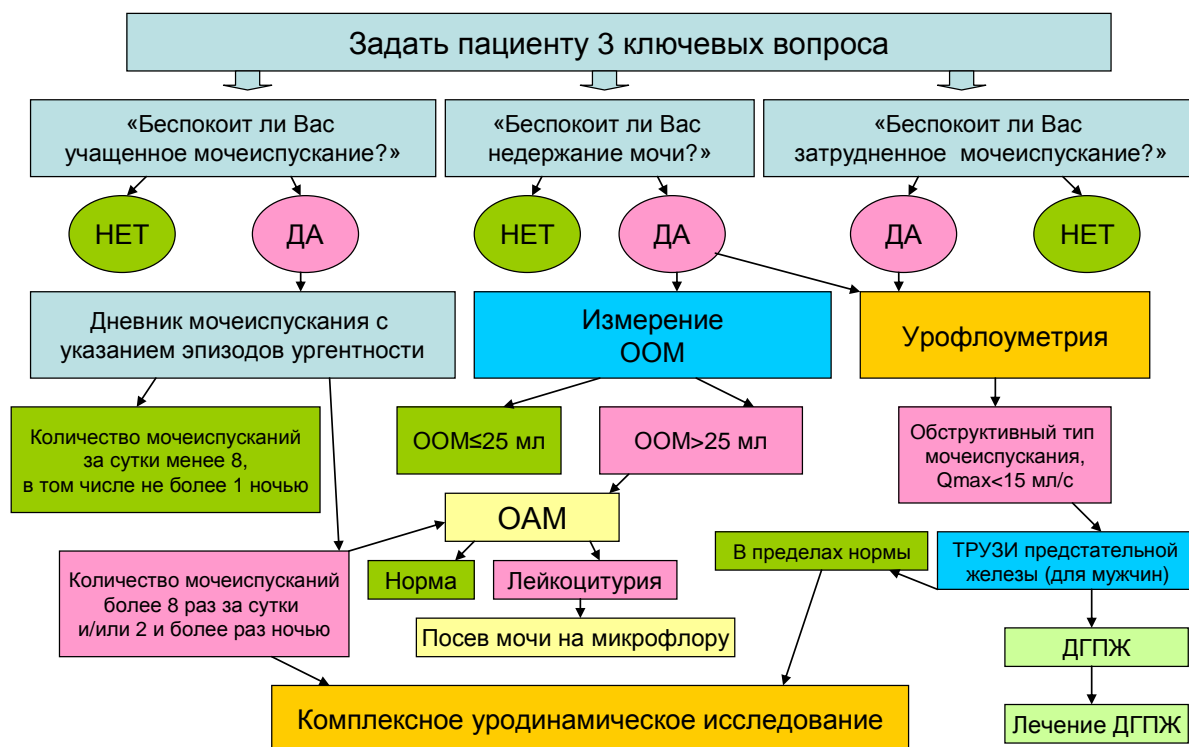 Задать пациенту 3 ключевых вопроса
«Беспокоит ли Вас
учащенное мочеиспускание?»
«Беспокоит ли Вас
недержание мочи?»
«Беспокоит ли Вас
затрудненное мочеиспускание?»
НЕТ
ДА
НЕТ
ДА
ДА
НЕТ
Дневник мочеиспускания с
указанием эпизодов ургентности
Измерение
ООМ
Урофлоуметрия
Количество мочеиспусканий
за сутки менее 8,
в том числе не более 1 ночью
ООМ≤25 мл
ООМ>25 мл
Обструктивный тип
мочеиспускания,
Qmax<15 мл/с
ОАМ
Количество мочеиспусканий
более 8 раз за сутки
и/или 2 и более раз ночью
Норма
Лейкоцитурия
В пределах нормы
ТРУЗИ предстательной
железы (для мужчин)
Посев мочи на микрофлору
ДГПЖ
Комплексное уродинамическое исследование
Лечение ДГПЖ